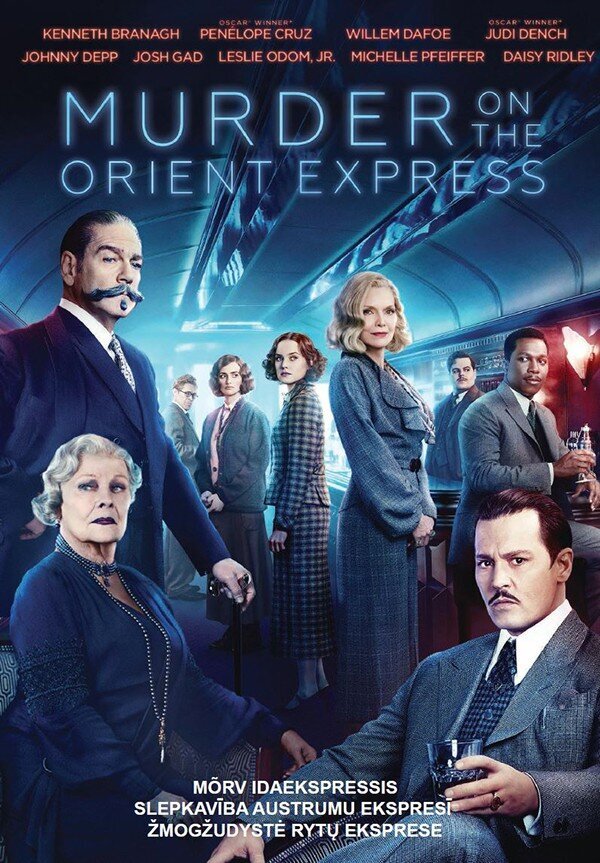 OSCAR® WINNER* OSCAR® WINNER*
KENNETH BRANAGH PENÉLOPE CRUZ WILLEM DAFOE JUDI DENCH
JOHNNY DEPP JOSH GAD LESLIE ODOM, JR. MICHELLE PFEIFFER DAISY RIDLEY
MURDER ON THE
ORIENT EXPRESS
MÕRV IDAEKSPRESSIS
SLEPKAVĪBA AUSTRUMU EKSPRESĪ
ŽMOGŽUDYSTĖ RYTŲ EKSPRESE